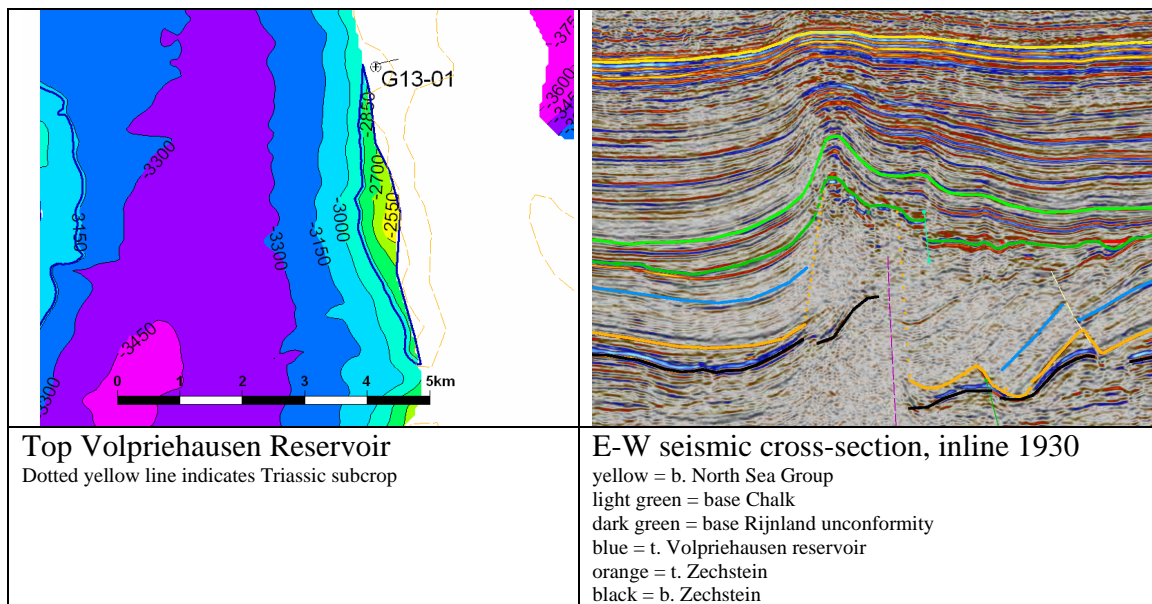 G13-01
-3750
-3600
-3450
-2850
-2700
-2550
-3300
-3150
-3300
-3150
-3000
-3450
-3300
0 1 2 3 4 5km
Top Volpriehausen Reservoir
Dotted yellow line indicates Triassic subcrop
E-W seismic cross-section, inline 1930
yellow = b. North Sea Group
light green = base Chalk
dark green = base Rijnland unconformity
blue = t. Volpriehausen reservoir
orange = t. Zechstein
black = b. Zechstein